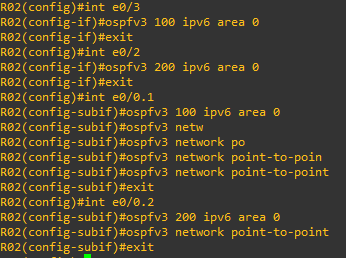 R02(config)#int e0/3
R02(config-if)#ospfv3 100 ipv6 area 0
R02(config-if)#exit
R02(config)#int e0/2
R02(config-if)#ospfv3 200 ipv6 area 0
R02(config-if)#exit
R02(config)#int e0/0.1
R02(config-subif)#ospfv3 100 ipv6 area 0
R02(config-subif)#ospfv3 netw
R02(config-subif)#ospfv3 network po
R02(config-subif)#ospfv3 network point-to-poin
R02(config-subif)#ospfv3 network point-to-point
R02(config-subif)#exit
R02(config)#int e0/0.2
R02(config-subif)#ospfv3 200 ipv6 area 0
R02(config-subif)#ospfv3 network point-to-point
R02(config-subif)#exit